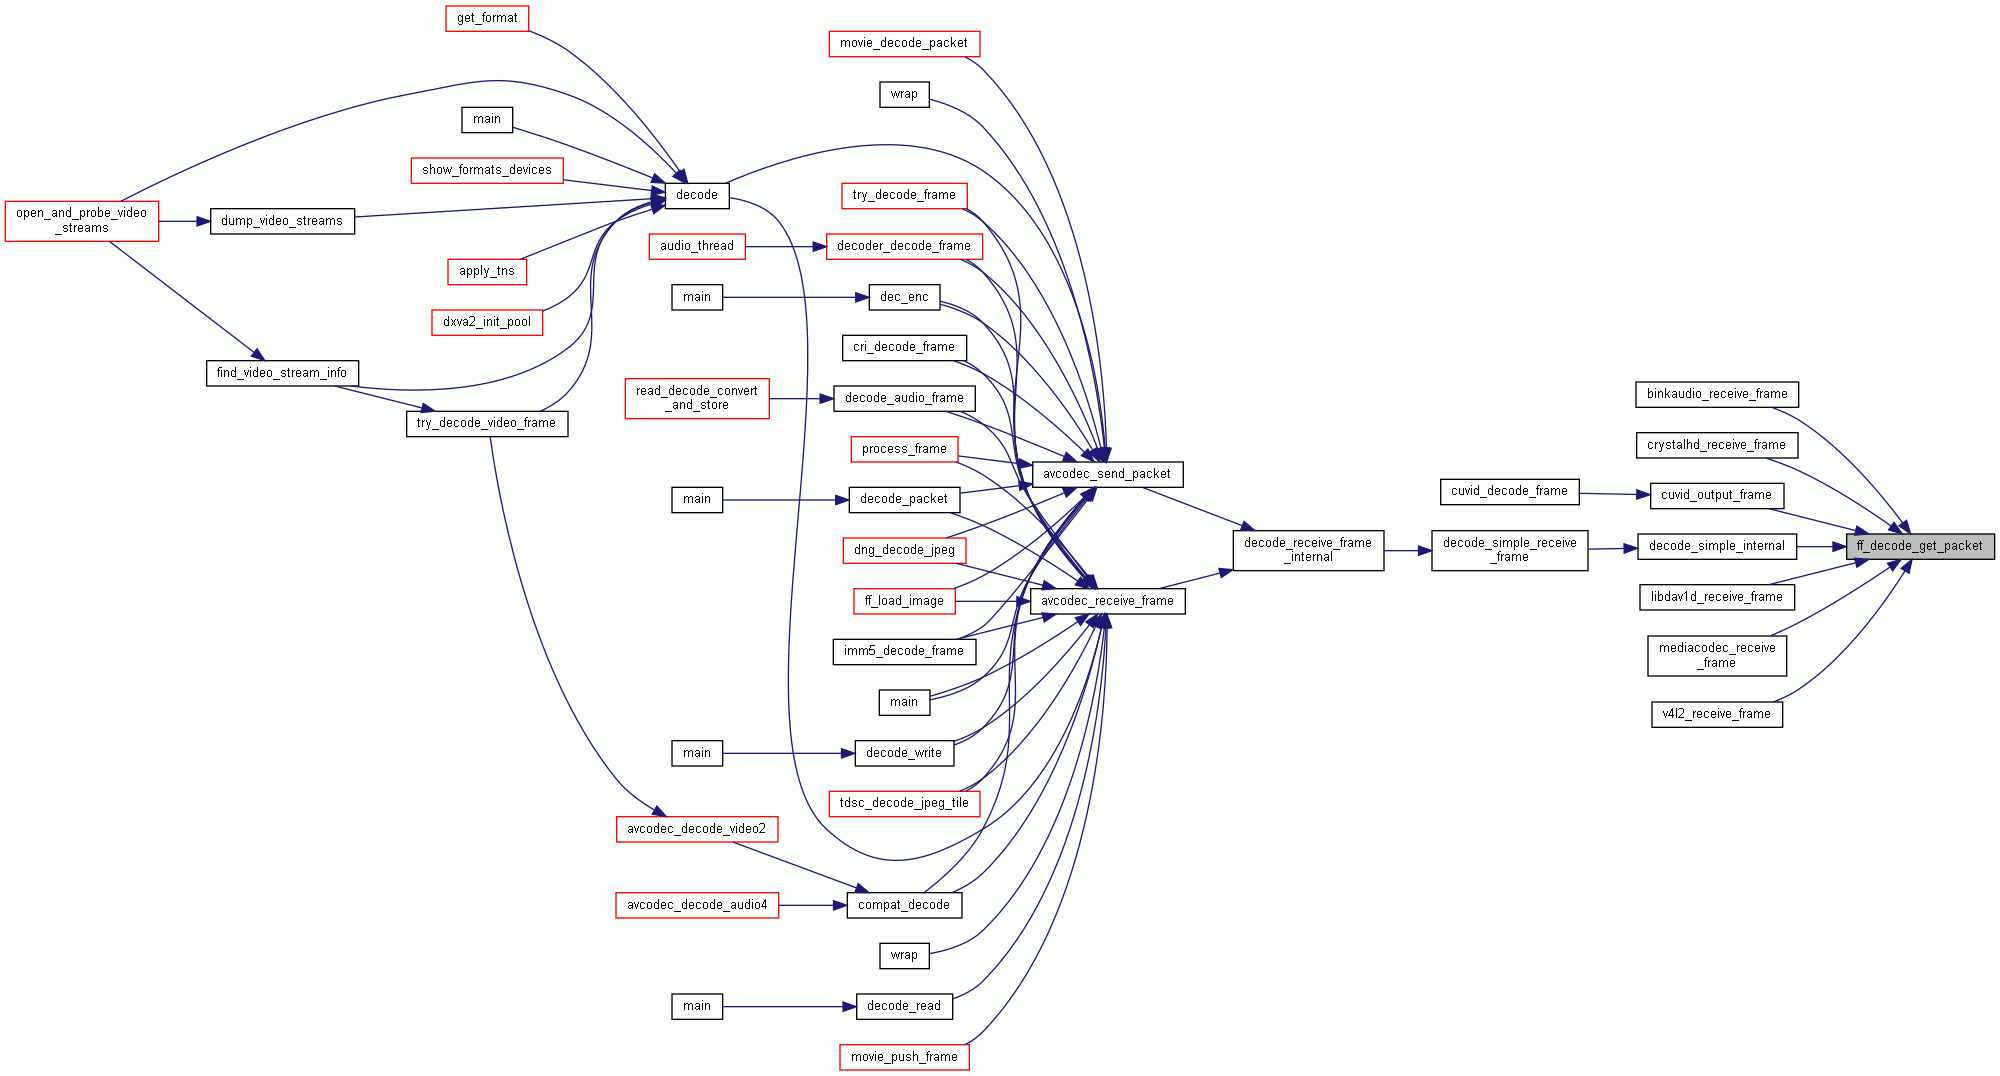 get_format
movie_decode_packet
wrap
main
show_formats_devices
decode
try_decode_frame
open_and_probe_video
_streams
dump_video_streams
audio_thread
decoder_decode_frame
apply_tns
main
dec_enc
dxva2_init_pool
cri_decode_frame
find_video_stream_info
read_decode_convert
_and_store
decode_audio_frame
binkaudio_receive_frame
try_decode_video_frame
process_frame
crystalhd_receive_frame
avcodec_send_packet
main
decode_packet
cuvid_decode_frame
cuvid_output_frame
dng_decode_jpeg
decode_receive_frame
_internal
decode_simple_receive
_frame
decode_simple_internal
ff_decode_get_packet
ff_load_image
avcodec_receive_frame
libdav1d_receive_frame
imm5_decode_frame
mediacodec_receive
_frame
main
v4l2_receive_frame
main
decode_write
tdsc_decode_jpeg_tile
avcodec_decode_video2
avcodec_decode_audio4
compat_decode
wrap
main
decode_read
movie_push_frame